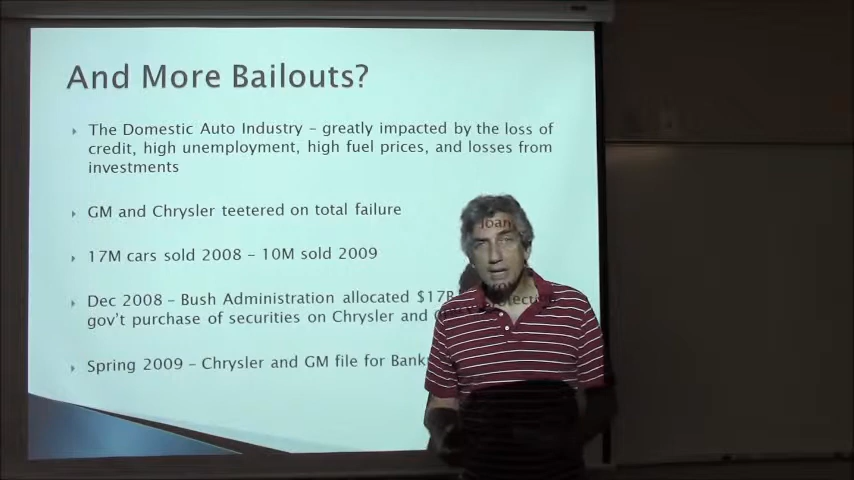 And More Bailouts?
The Domestic Auto Industry – greatly impacted by the loss of
credit, high unemployment, high fuel prices, and losses from
investments
GM and Chrysler teetered on total failure
17M cars sold 2008 – 10M sold 2009
Dec 2008 – Bush Administration allocated $17B
gov't purchase of securities on Chrysler and
Spring 2009 – Chrysler and GM file for